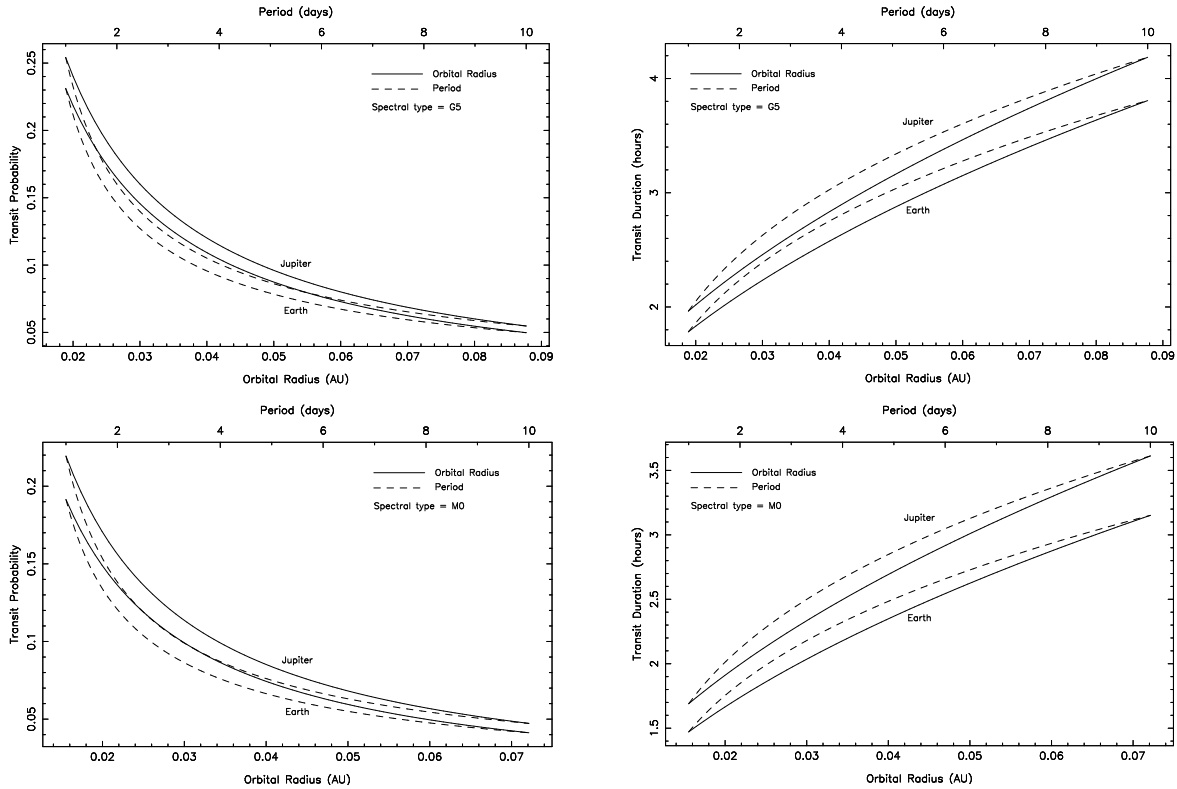 Period (days)
2 4 6 8 10
Transit Probability
0.05 0.1 0.15 0.2 0.25
Orbital Radius
Period
Spectral type = G5
Jupiter
Earth
0.02 0.03 0.04 0.05 0.06 0.07 0.08 0.09
Orbital Radius (AU)
Period (days)
2 4 6 8 10
Transit Duration (hours)
2 3 4
Orbital Radius
Period
Spectral type = G5
Jupiter
Earth
0.02 0.03 0.04 0.05 0.06 0.07 0.08 0.09
Orbital Radius (AU)
Period (days)
2 4 6 8 10
Transit Probability
0.05 0.1 0.15 0.2
Orbital Radius
Period
Spectral type = M0
Jupiter
Earth
0.02 0.03 0.04 0.05 0.06 0.07
Orbital Radius (AU)
Period (days)
2 4 6 8 10
Transit Duration (hours)
1.5 2 2.5 3 3.5
Orbital Radius
Period
Spectral type = M0
Jupiter
Earth
0.02 0.03 0.04 0.05 0.06 0.07
Orbital Radius (AU)